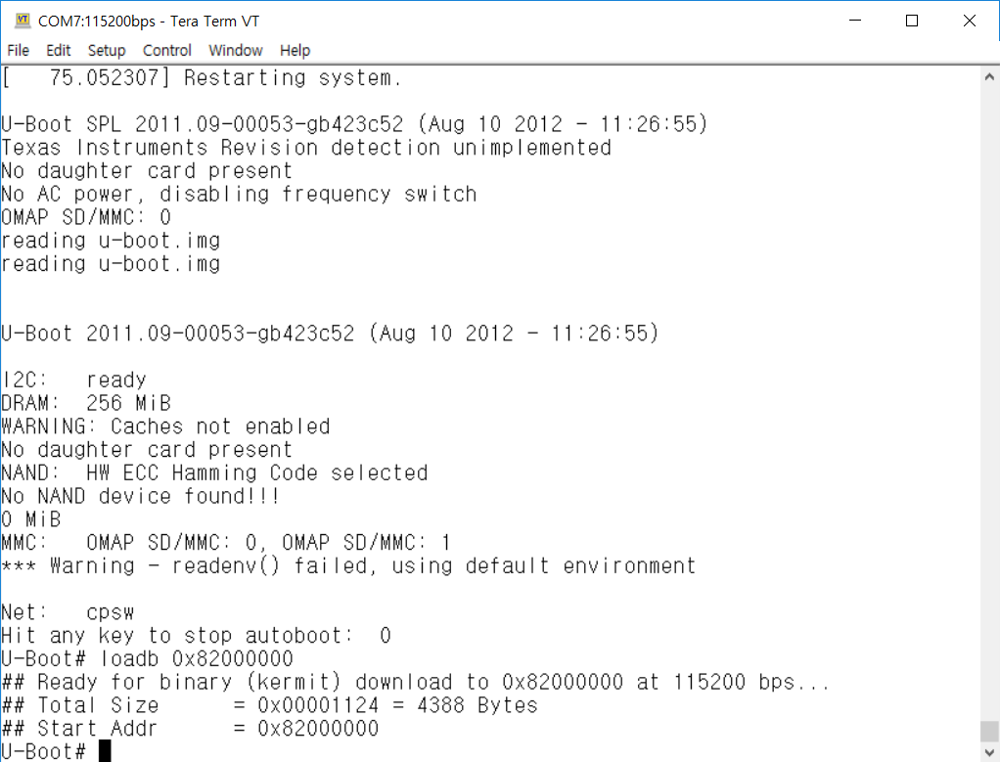 COM7:115200bps - Tera Term VT
File Edit Setup Control Window Help
[   75.052307] Restarting system.
U-Boot SPL 2011.09-00053-gb423c52 (Aug 10 2012 - 11:26:55)
Texas Instruments Revision detection unimplemented
No daughter card present
No AC power, disabling frequency switch
OMAP SD/MMC: 0
reading u-boot.img
reading u-boot.img
U-Boot 2011.09-00053-gb423c52 (Aug 10 2012 - 11:26:55)
I2C:   ready
DRAM:  256 MiB
WARNING: Caches not enabled
No daughter card present
NAND:  HW ECC Hamming Code selected
No NAND device found!!!
0 MiB
MMC:   OMAP SD/MMC: 0, OMAP SD/MMC: 1
*** Warning - readenv() failed, using default environment
Net:   cpsw
Hit any key to stop autoboot:  0
U-Boot# loadb 0x82000000
## Ready for binary (kermit) download to 0x82000000 at 115200 bps...
## Total Size      = 0x00001124 = 4388 Bytes
## Start Addr      = 0x82000000
U-Boot#